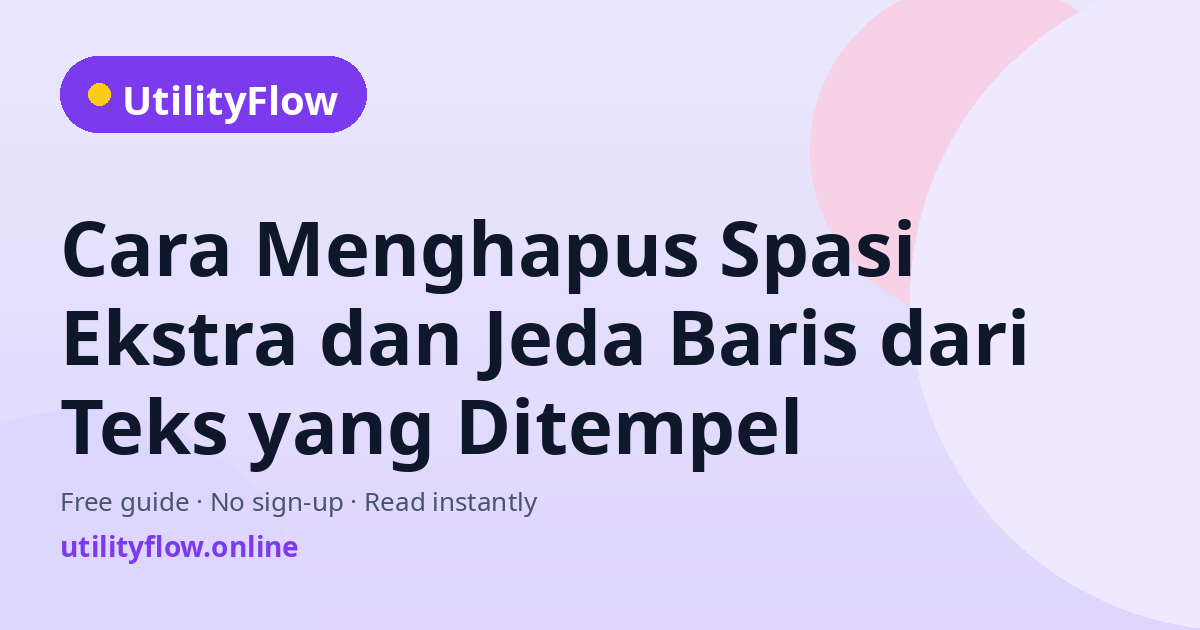 UtilityFlow
Cara Menghapus Spasi
Ekstra dan Jeda Baris dari
Teks yang Ditempel
Free guide · No sign-up · Read instantly
utilityflow.online